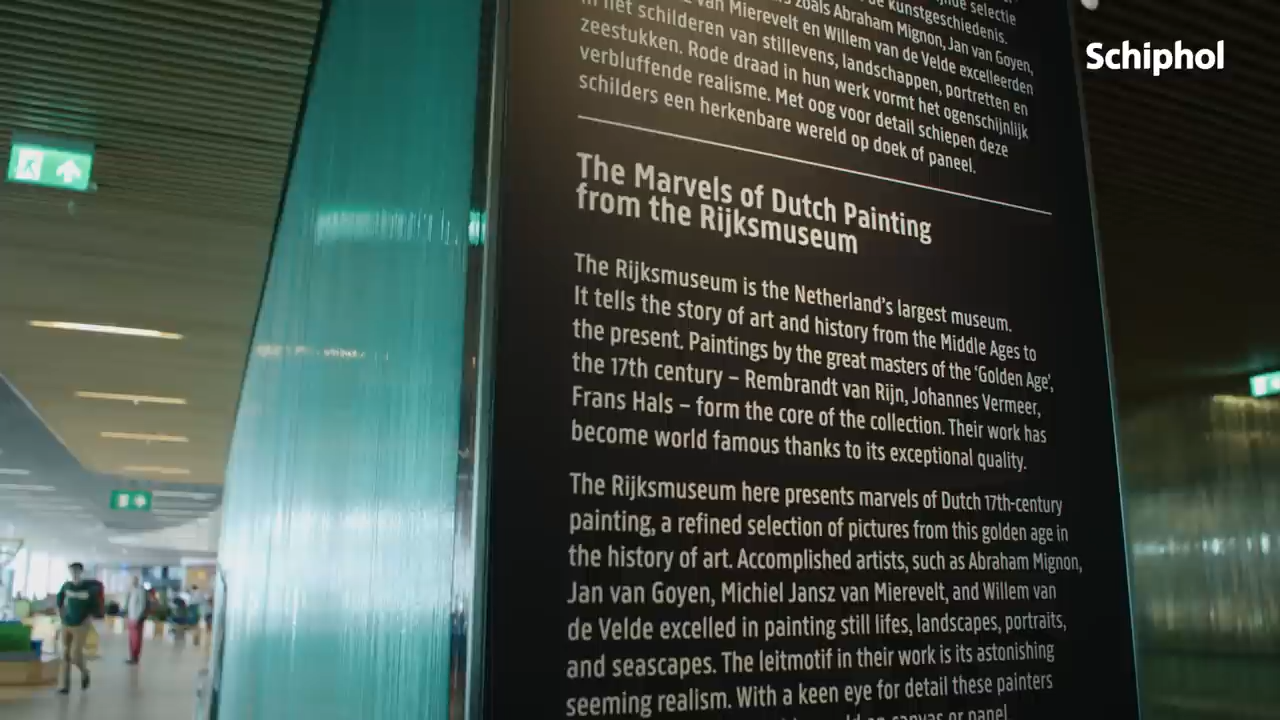 Schiphol
selectie
de kunstgeschiedenis.
zoals Abraham Mignon, Jan van Goyen,
van Mierevelt en Willem van de Velde excelleerden
in het schilderen van stillevens, landschappen, portretten en
zeestukken. Rode draad in hun werk vormt het ogenschijnlijk
verbluffende realisme. Met oog voor detail schiepen deze
schilders een herkenbare wereld op doek of paneel.
The Marvels of Dutch Painting
from the Rijksmuseum
The Rijksmuseum is the Netherland's largest museum.
It tells the story of art and history from the Middle Ages to
the present. Paintings by the great masters of the ‘Golden Age’,
the 17th century – Rembrandt van Rijn, Johannes Vermeer,
Frans Hals – form the core of the collection. Their work has
become world famous thanks to its exceptional quality.
The Rijksmuseum here presents marvels of Dutch 17th-century
painting, a refined selection of pictures from this golden age in
the history of art. Accomplished artists, such as Abraham Mignon,
Jan van Goyen, Michiel Jansz van Mierevelt, and Willem van
de Velde excelled in painting still lifes, landscapes, portraits,
and seascapes. The leitmotif in their work is its astonishing
seeming realism. With a keen eye for detail these painters
on canvas or panel